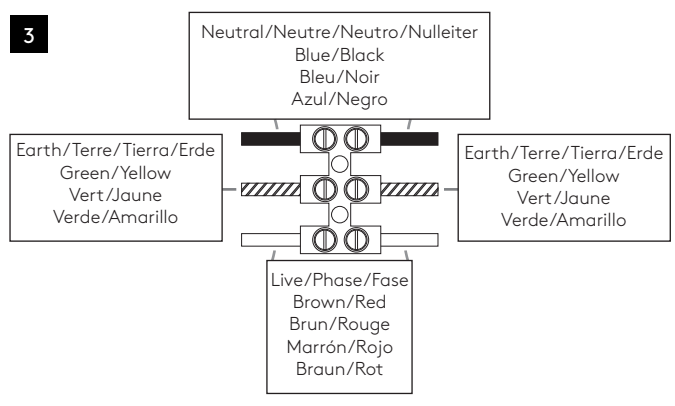 3
Neutral/Neutre/Neutro/Nulleiter
Blue/Black
Bleu/Noir
Azul/Negro
Earth/Terre/Tierra/Erde
Green/Yellow
Vert/Jaune
Verde/Amarillo
Earth/Terre/Tierra/Erde
Green/Yellow
Vert/Jaune
Verde/Amarillo
Live/Phase/Fase
Brown/Red
Brun/Rouge
Marrón/Rojo
Braun/Rot